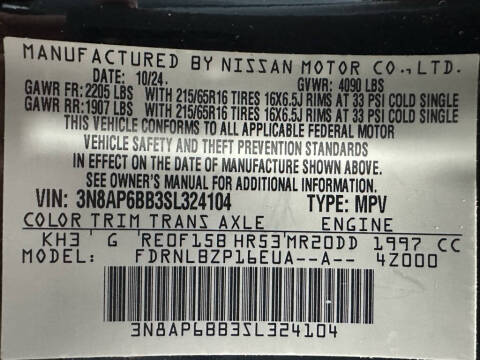 MANUFACTURED BY NISSAN MOTOR CO.,LTD.
DATE: 10/24. GVWR: 4090 LBS
GAWR FR: 2205 LBS WITH 215/65R16 TIRES 16X6.5J RIMS AT 33 PSI COLD SINGLE
GAWR RR: 1907 LBS WITH 215/65R16 TIRES 16X6.5J RIMS AT 33 PSI COLD SINGLE
THIS VEHICLE CONFORMS TO ALL APPLICABLE FEDERAL MOTOR
VEHICLE SAFETY AND THEFT PREVENTION STANDARDS
IN EFFECT ON THE DATE OF MANUFACTURE SHOWN ABOVE.
SEE OWNER'S MANUAL FOR ADDITIONAL INFORMATION.
VIN: 3N8AP6BB3SL324104 TYPE: MPV
COLOR TRIM TRANS AXLE ENGINE
KH3 G RE0F15B HR53 MR20DD 1997 CC
MODEL: FDRNLBZP16EUA--A-- 4Z000
3N8AP6BB3SL324104